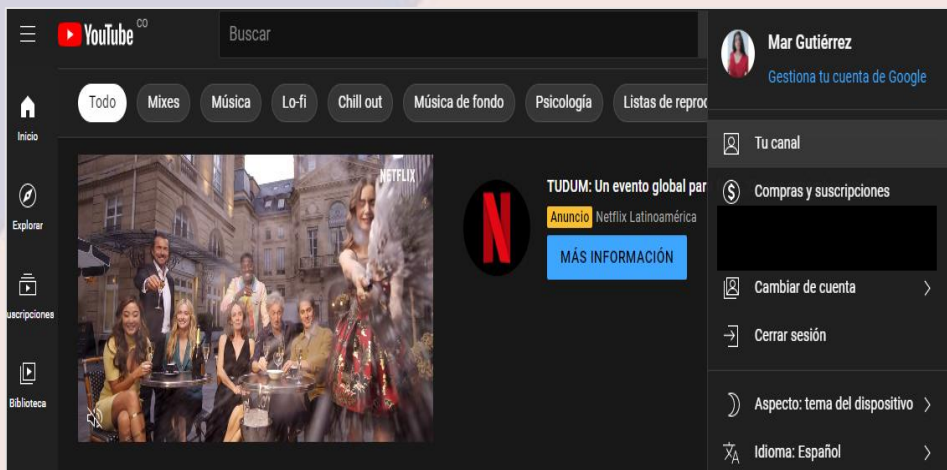 YouTube CO
Buscar
Mar Gutiérrez
Gestiona tu cuenta de Google
Todo
Mixes
Música
Lo-fi
Chill out
Música de fondo
Psicología
Listas de reproc
Inicio
Explorar
uscripciones
Biblioteca
NETFLIX
N
TUDUM: Un evento global par
Anuncio Netflix Latinoamérica
MÁS INFORMACIÓN
Tu canal
Compras y suscripciones
Cambiar de cuenta
Cerrar sesión
Aspecto: tema del dispositivo
Idioma: Español